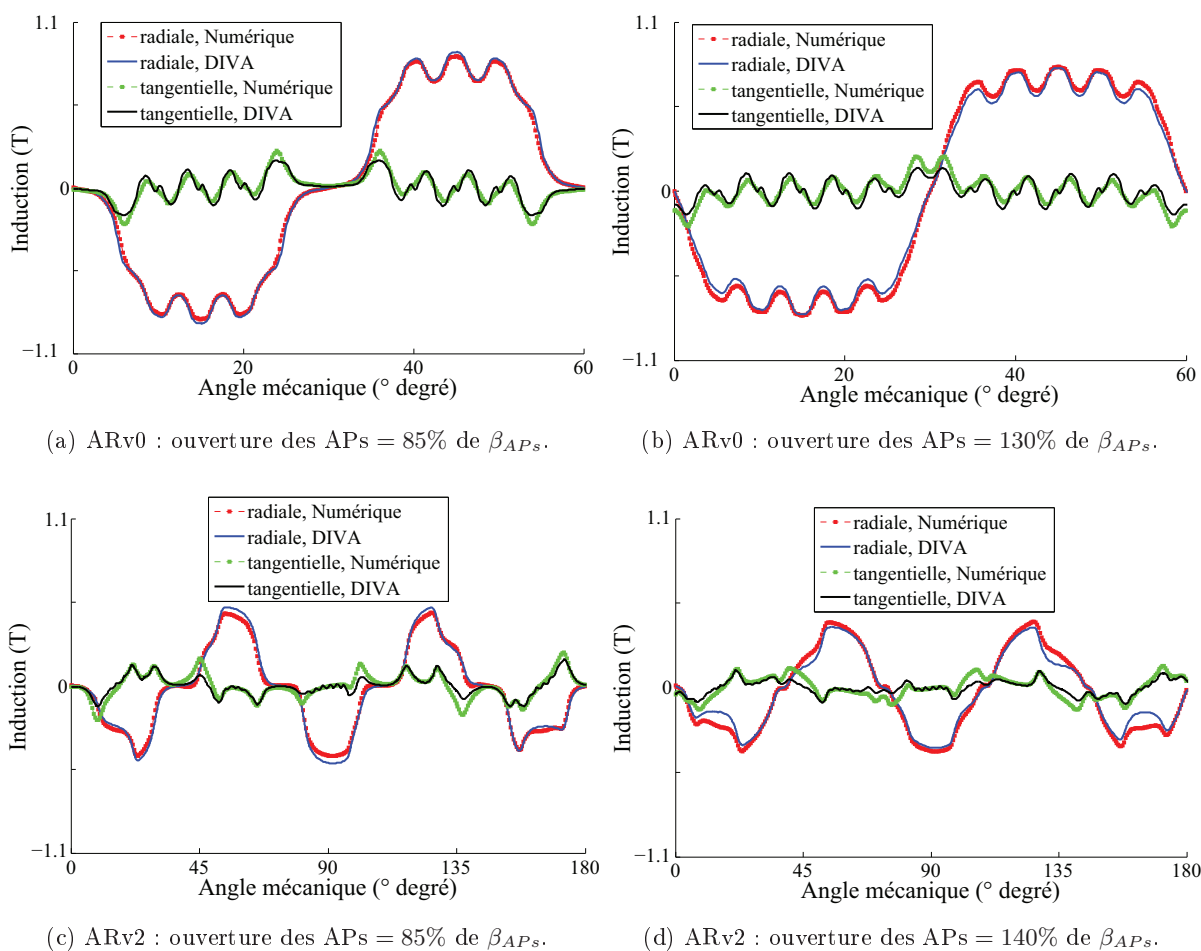 1.1
radiale, Numérique
radiale, DIVA
tangentielle, Numérique
tangentielle, DIVA
Induction (T)
0
−1.1
0
20
40
60
Angle mécanique (° degré)
(a) ARv0 : ouverture des APs = 85% de βAPs.
1.1
radiale, Numérique
radiale, DIVA
tangentielle, Numérique
tangentielle, DIVA
Induction (T)
0
−1.1
0
20
40
60
Angle mécanique (° degré)
(b) ARv0 : ouverture des APs = 130% de βAPs.
1.1
radiale, Numérique
radiale, DIVA
tangentielle, Numérique
tangentielle, DIVA
Induction (T)
0
−1.1
0
45
90
135
180
Angle mécanique (° degré)
(c) ARv2 : ouverture des APs = 85% de βAPs.
1.1
radiale, Numérique
radiale, DIVA
tangentielle, Numérique
tangentielle, DIVA
Induction (T)
0
−1.1
0
45
90
135
180
Angle mécanique (° degré)
(d) ARv2 : ouverture des APs = 140% de βAPs.